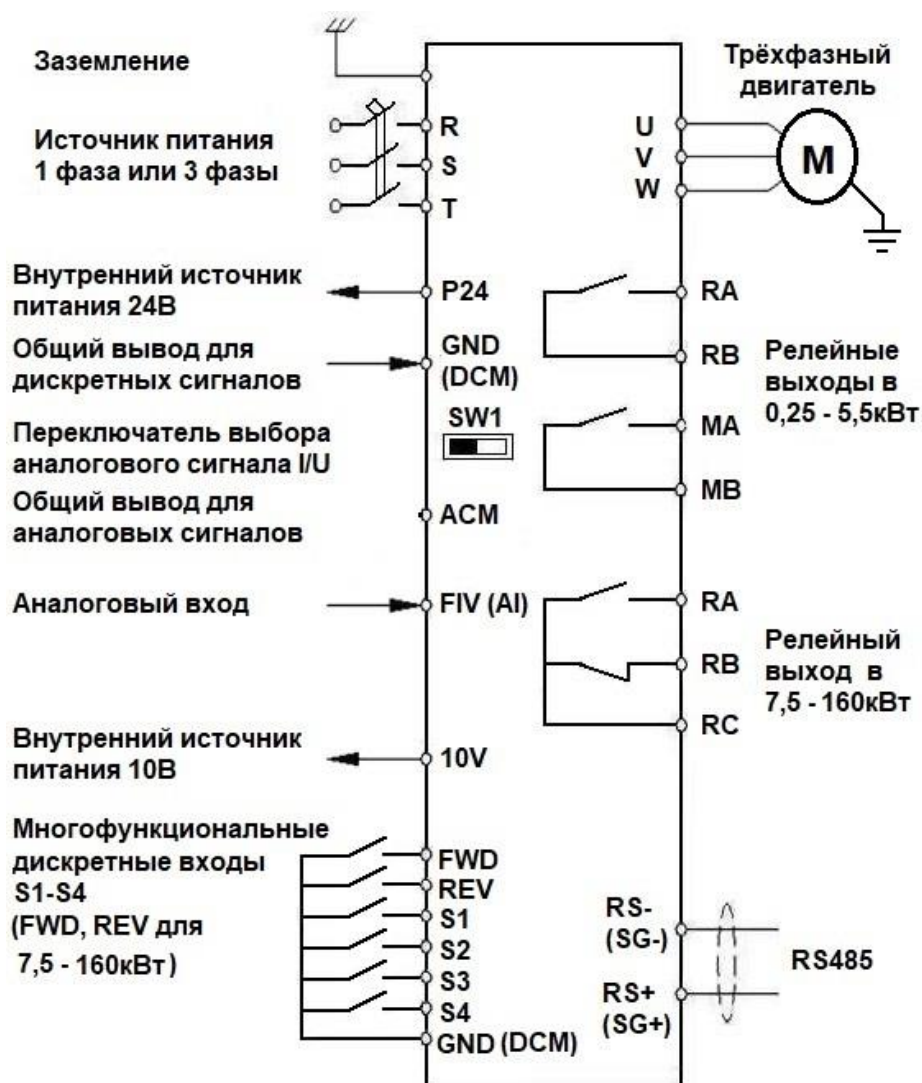 Заземление
Источник питания
1 фаза или 3 фазы
R
S
T
Внутренний источник
питания 24В
P24
Общий вывод для
дискретных сигналов
GND
(DCM)
Переключатель выбора
аналогового сигнала I/U
SW1
Общий вывод для
аналоговых сигналов
ACM
Аналоговый вход
FIV (AI)
Внутренний источник
питания 10В
10V
Многофункциональные
дискретные входы
S1-S4
(FWD, REV для
7,5 - 160кВт)
FWD
REV
S1
S2
S3
S4
GND (DCM)
Трёхфазный
двигатель
U
V
W
M
RA
RB
MA
MB
Релейные
выходы в
0,25 - 5,5кВт
RA
RB
RC
Релейный
выход в
7,5 - 160кВт
RS-
(SG-)
RS+
(SG+)
RS485